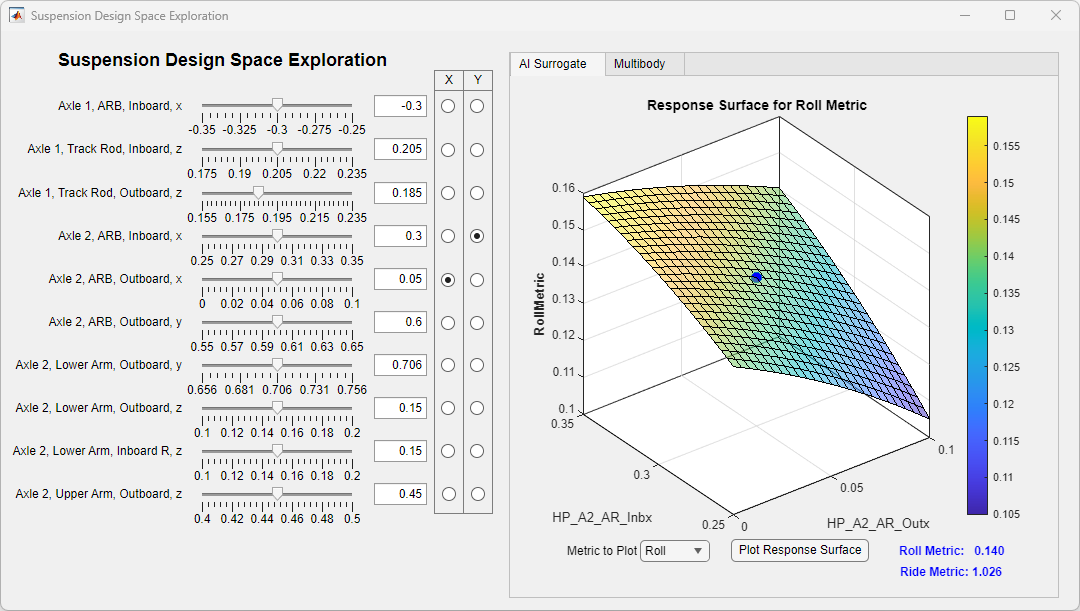 Suspension Design Space Exploration
Suspension Design Space Exploration
X Y
Axle 1, ARB, Inboard, x
-0.35 -0.325 -0.3 -0.275 -0.25
-0.3
Axle 1, Track Rod, Inboard, z
0.175 0.19 0.205 0.22 0.235
0.205
Axle 1, Track Rod, Outboard, z
0.155 0.175 0.195 0.215 0.235
0.185
Axle 2, ARB, Inboard, x
0.25 0.27 0.29 0.31 0.33 0.35
0.3
Axle 2, ARB, Outboard, x
0 0.02 0.04 0.06 0.08 0.1
0.05
Axle 2, ARB, Outboard, y
0.55 0.57 0.59 0.61 0.63 0.65
0.6
Axle 2, Lower Arm, Outboard, y
0.656 0.681 0.706 0.731 0.756
0.706
Axle 2, Lower Arm, Outboard, z
0.1 0.12 0.14 0.16 0.18 0.2
0.15
Axle 2, Lower Arm, Inboard R, z
0.1 0.12 0.14 0.16 0.18 0.2
0.15
Axle 2, Upper Arm, Outboard, z
0.4 0.42 0.44 0.46 0.48 0.5
0.45
AI Surrogate Multibody
Response Surface for Roll Metric
RollMetric
0.16
0.15
0.14
0.13
0.12
0.11
0.1
0.35
0.3
0.25
HP_A2_AR_Inbx
0
0.05
0.1
HP_A2_AR_Outx
0.155
0.15
0.145
0.14
0.135
0.13
0.125
0.12
0.115
0.11
0.105
Metric to Plot Roll Plot Response Surface
Roll Metric: 0.140
Ride Metric: 1.026